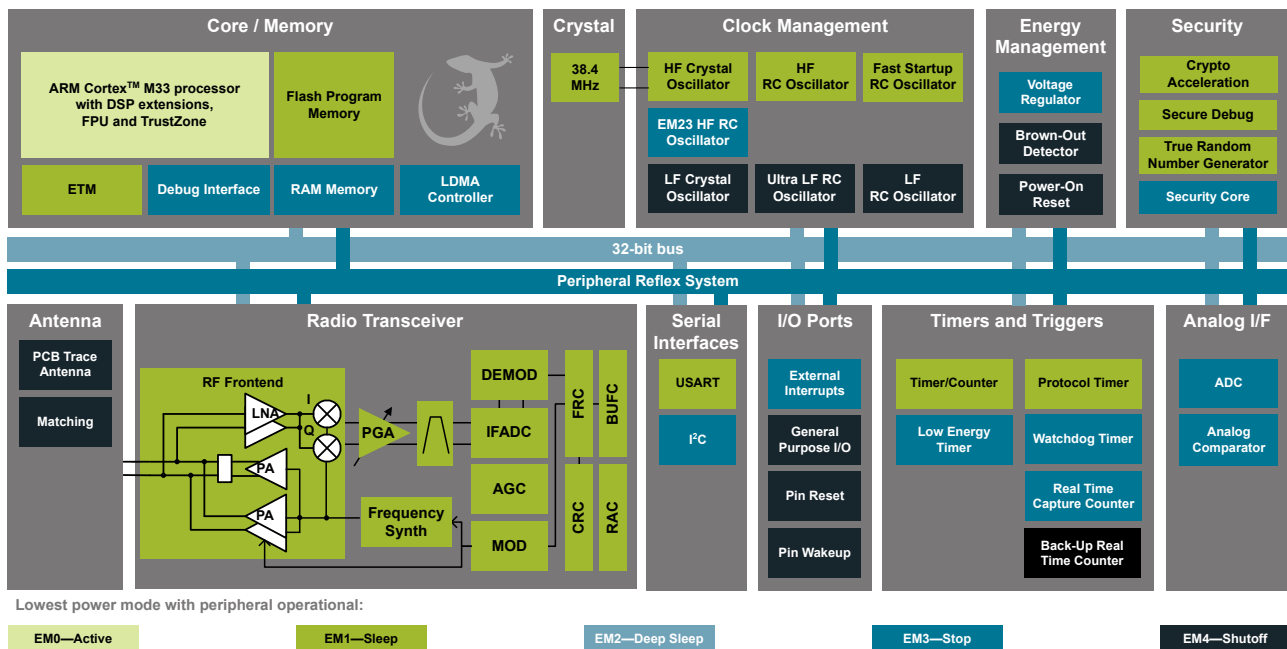 Core / Memory
ARM Cortex™ M33 processor
with DSP extensions,
FPU and TrustZone
Flash Program
Memory
ETM
Debug Interface
RAM Memory
LDMA
Controller
Crystal
38.4
MHz
Clock Management
HF Crystal
Oscillator
HF
RC Oscillator
Fast Startup
RC Oscillator
EM23 HF RC
Oscillator
LF Crystal
Oscillator
Ultra LF RC
Oscillator
LF
RC Oscillator
Energy
Management
Voltage
Regulator
Brown-Out
Detector
Power-On
Reset
Security
Crypto
Acceleration
Secure Debug
True Random
Number Generator
Security Core
32-bit bus
Peripheral Reflex System
Antenna
PCB Trace
Antenna
Matching
Radio Transceiver
RF Frontend
LNA
I
Q
PA
PA
PGA
Frequency
Synth
DEMOD
IFADC
AGC
MOD
FRC
BUFC
CRC
RAC
Serial
Interfaces
USART
I²C
I/O Ports
External
Interrupts
General
Purpose I/O
Pin Reset
Pin Wakeup
Timers and Triggers
Timer/Counter
Protocol Timer
Low Energy
Timer
Watchdog Timer
Real Time
Capture Counter
Back-Up Real
Time Counter
Analog I/F
ADC
Analog
Comparator
Lowest power mode with peripheral operational:
EM0—Active
EM1—Sleep
EM2—Deep Sleep
EM3—Stop
EM4—Shutoff